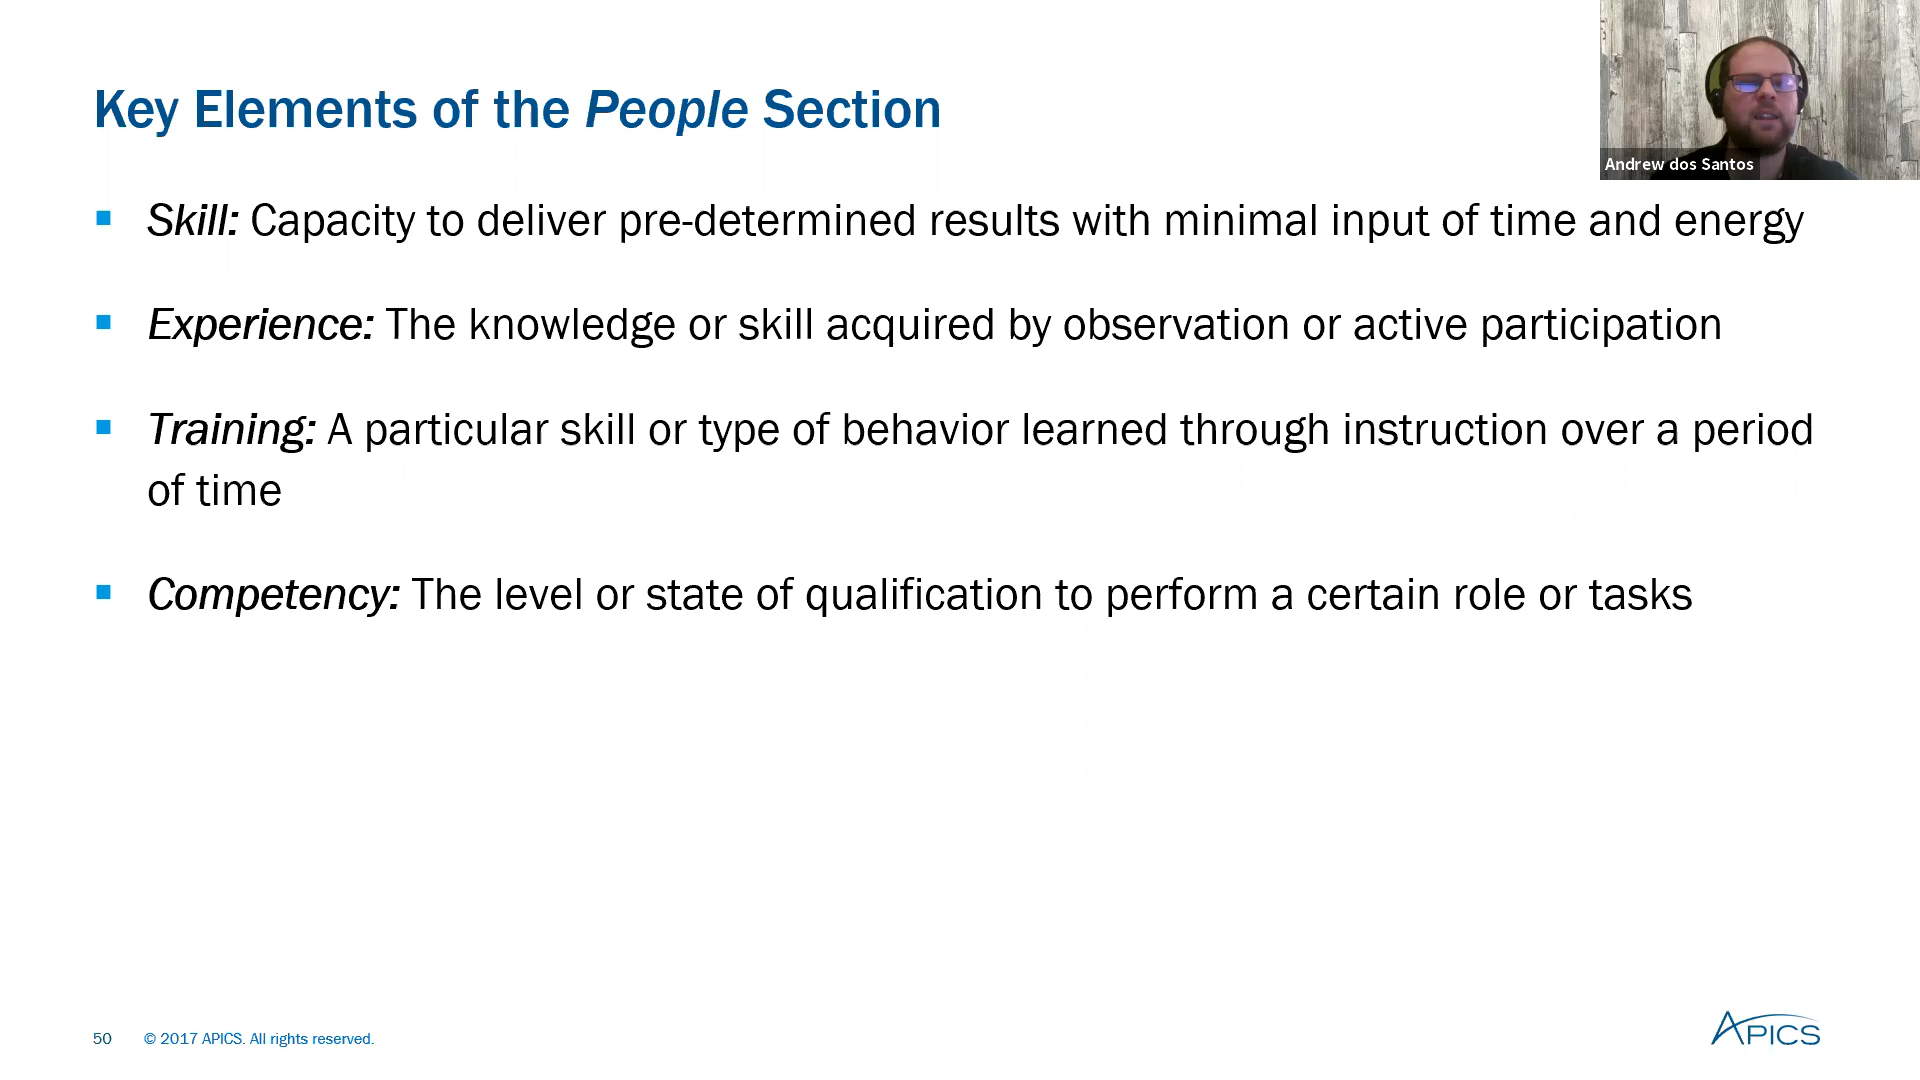 Key Elements of the People Section
Andrew dos Santos
Skill: Capacity to deliver pre-determined results with minimal input of time and energy
Experience: The knowledge or skill acquired by observation or active participation
Training: A particular skill or type of behavior learned through instruction over a period
of time
Competency: The level or state of qualification to perform a certain role or tasks
50 © 2017 APICS. All rights reserved.
APICS